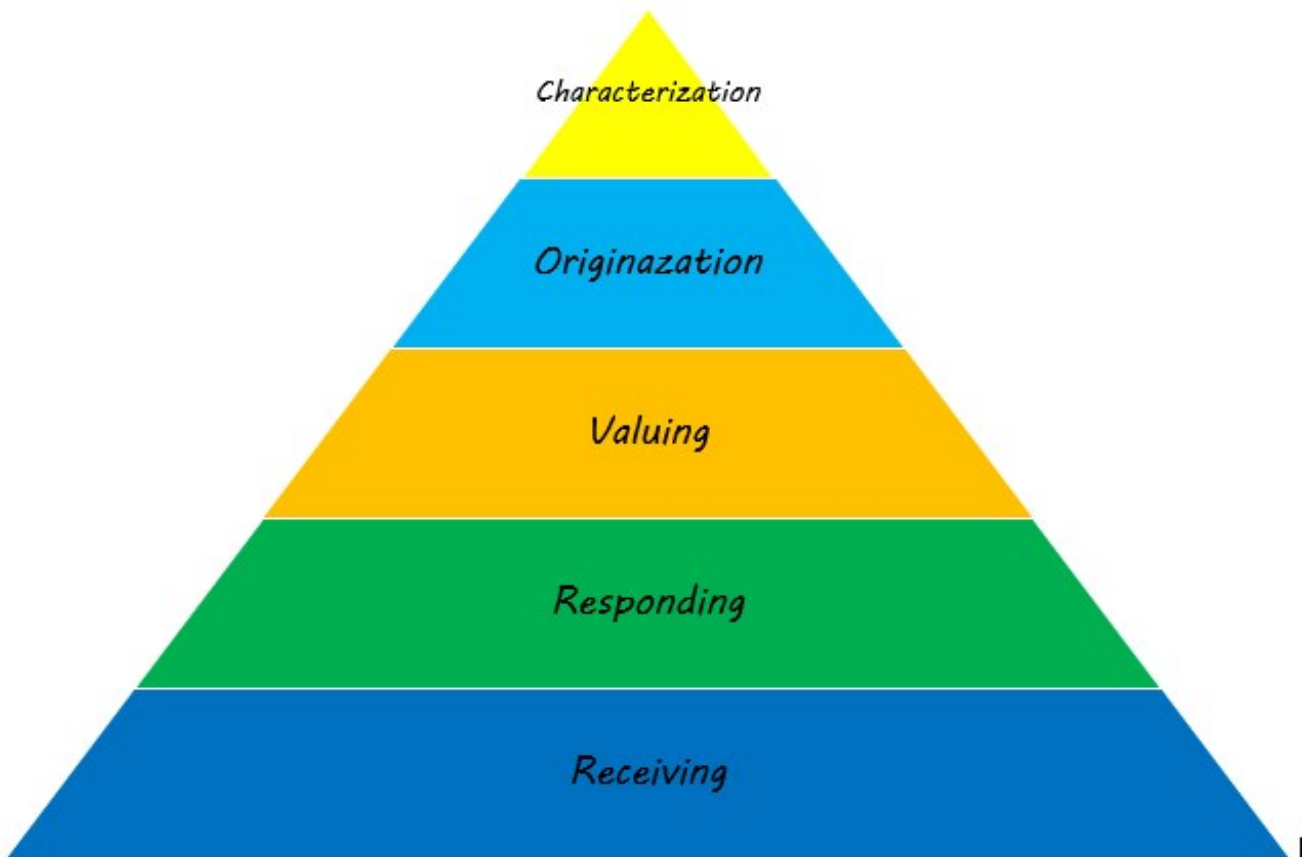 Characterization
Originazation
Valuing
Responding
Receiving